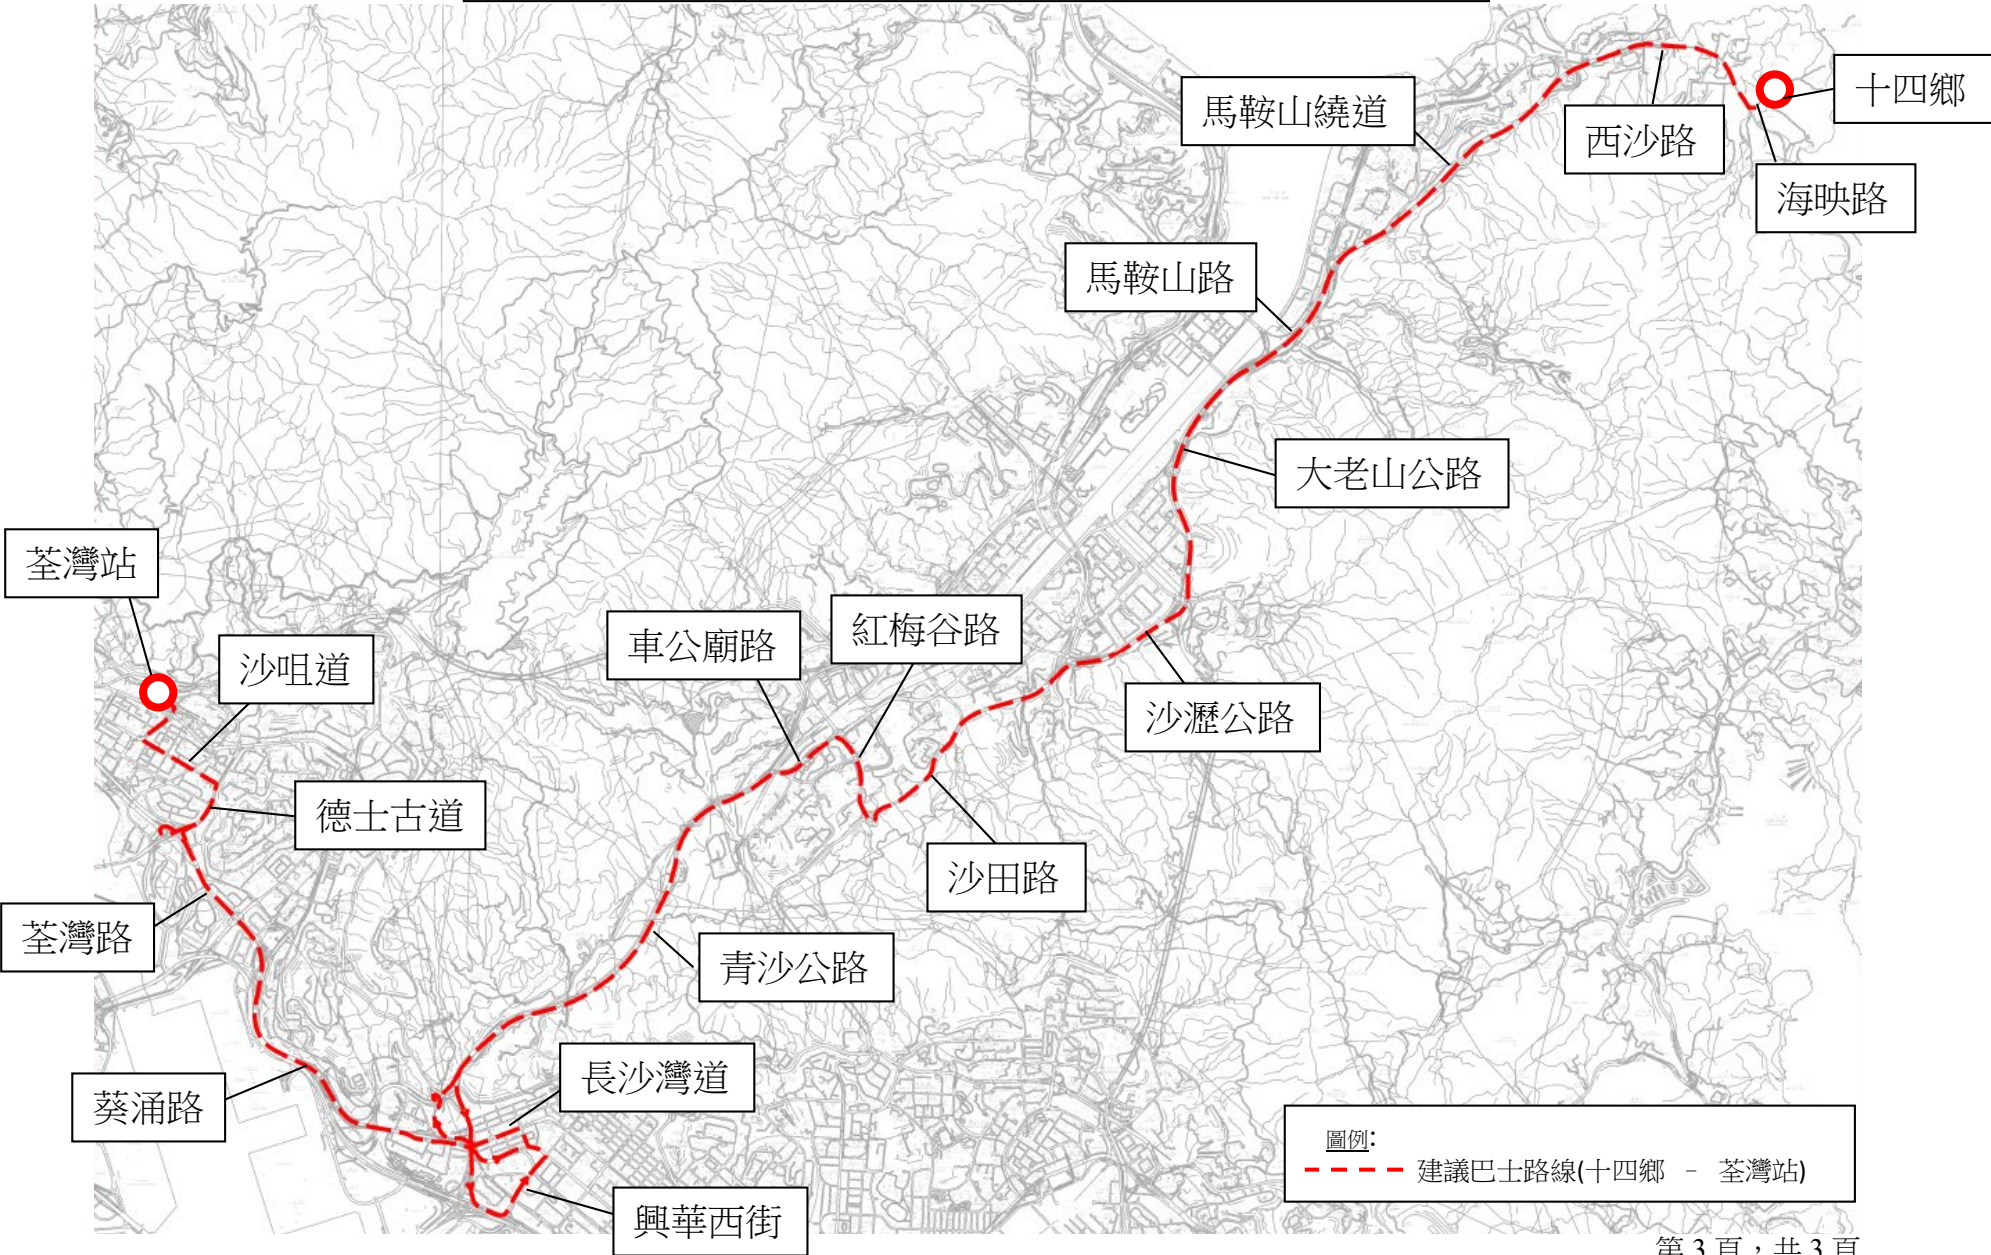 十四鄉
馬鞍山繞道
西沙路
海映路
馬鞍山路
大老山公路
荃灣站
沙咀道
車公廟路
紅梅谷路
沙瀝公路
德士古道
沙田路
荃灣路
青沙公路
長沙灣道
葵涌路
興華西街
圖例:
建議巴士路線(十四鄉 － 荃灣站)
第 3 頁，共 3 頁